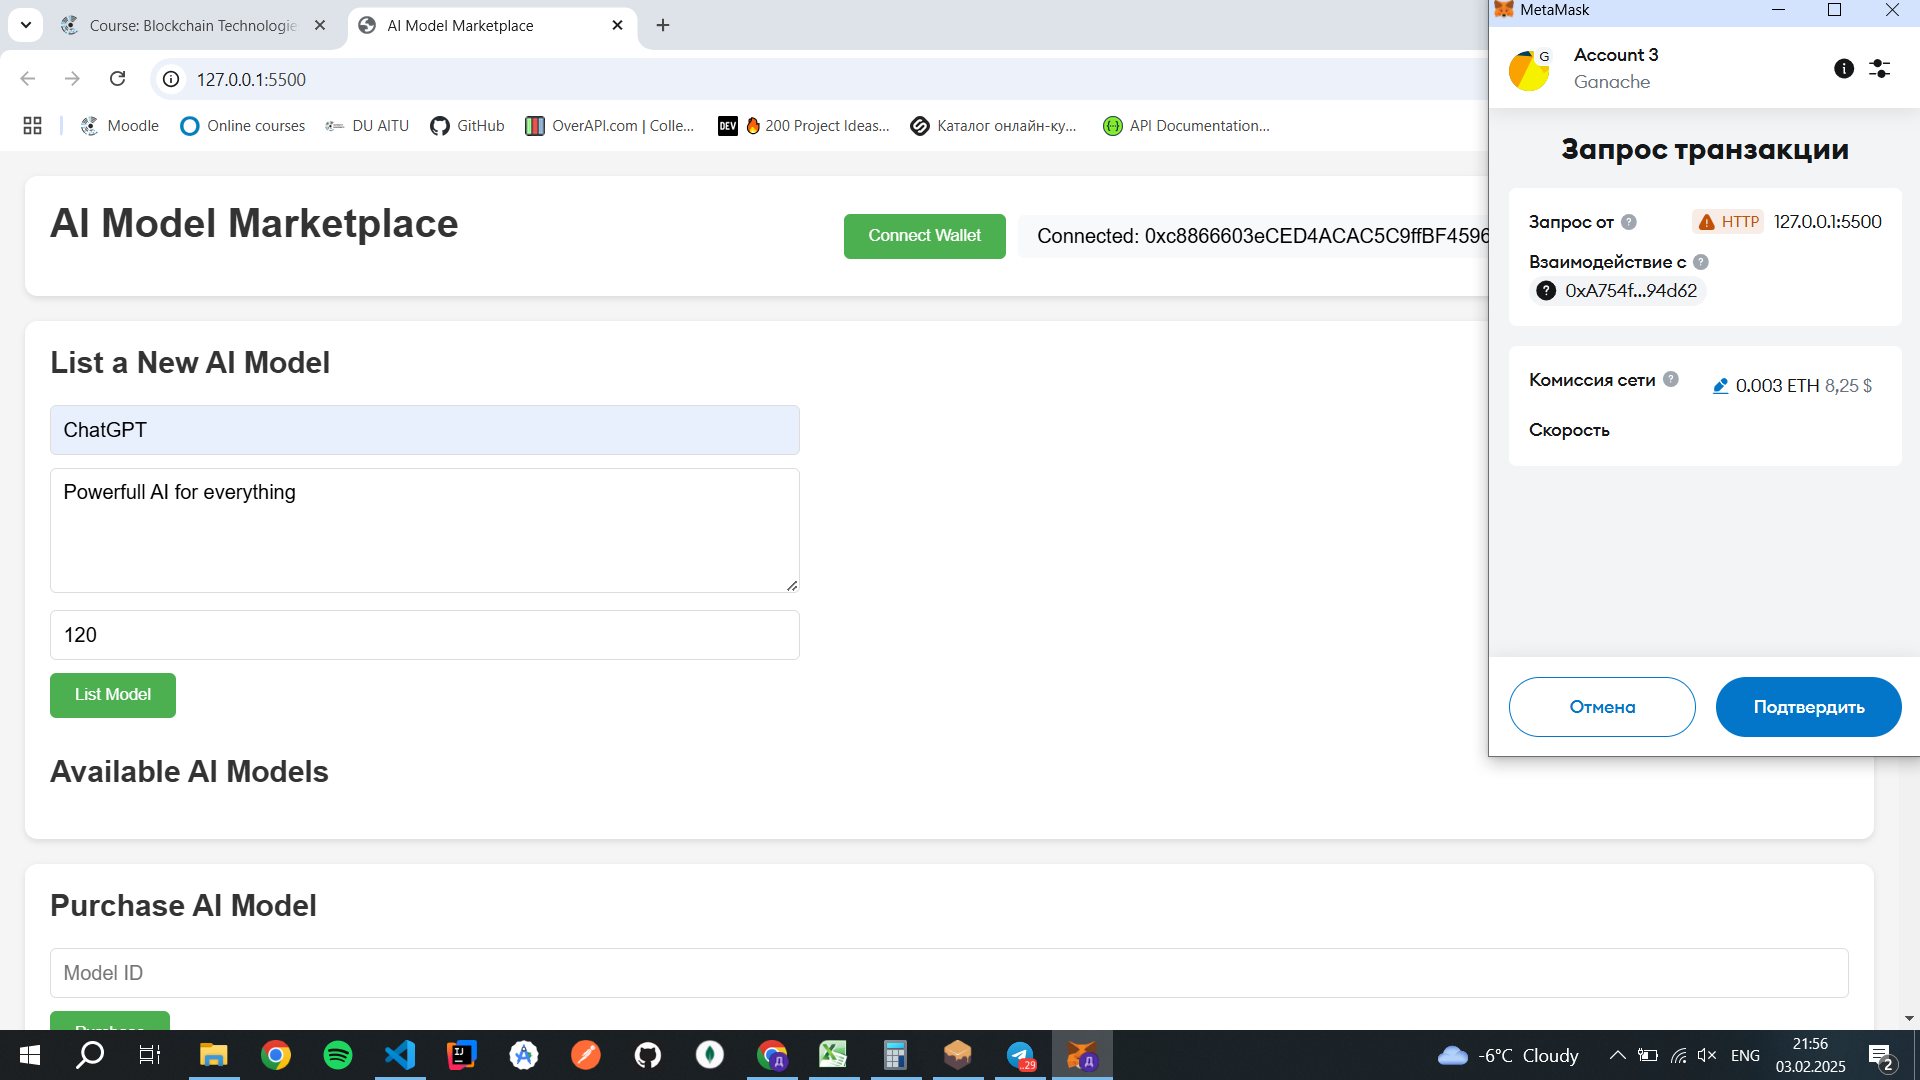 Course: Blockchain Technologie
AI Model Marketplace
127.0.0.1:5500
Moodle
Online courses
DU AITU
GitHub
OverAPI.com | Colle...
DEV
200 Project Ideas...
Каталог онлайн-ку...
API Documentation...
AI Model Marketplace
Connect Wallet
Connected: 0xc8866603eCED4ACAC5C9ffBF4596
List a New AI Model
ChatGPT
Powerfull AI for everything
120
List Model
Available AI Models
Purchase AI Model
Model ID
MetaMask
G
Account 3
Ganache
Запрос транзакции
Запрос от
HTTP
127.0.0.1:5500
Взаимодействие с
0xA754f...94d62
Комиссия сети
0.003 ETH 8,25 $
Скорость
Отмена
Подтвердить
-6°C Cloudy
ENG
21:56
03.02.2025
2
..29